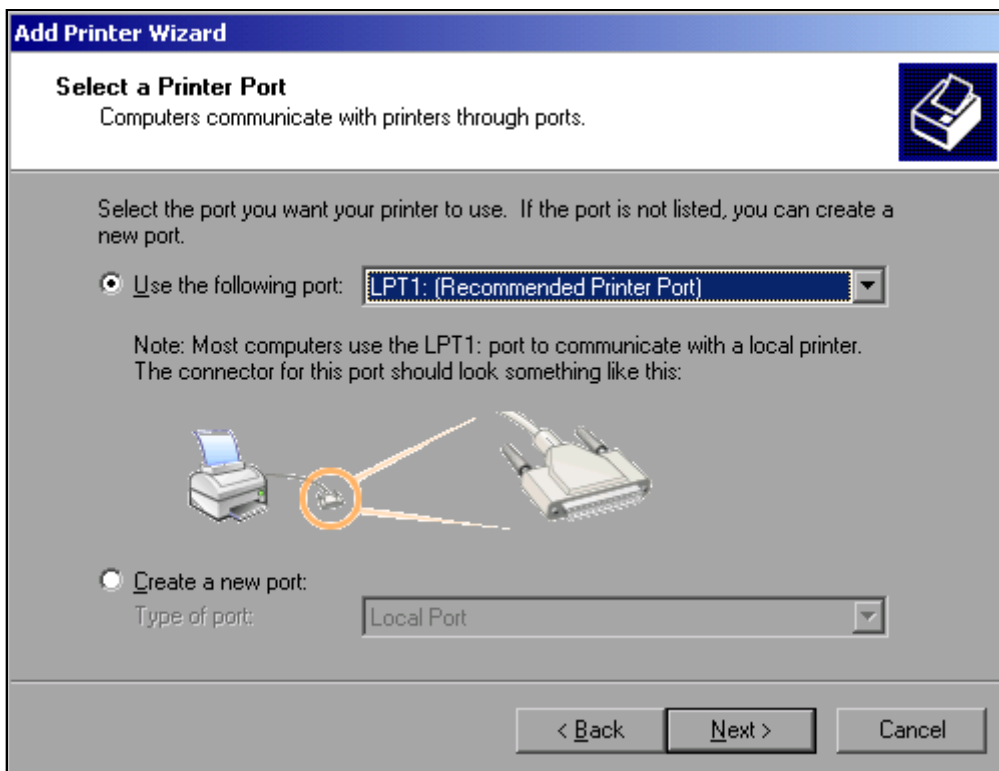 Add Printer Wizard
Select a Printer Port
Computers communicate with printers through ports.
Select the port you want your printer to use.  If the port is not listed, you can create a
new port.
Use the following port: LPT1: (Recommended Printer Port)
Note: Most computers use the LPT1: port to communicate with a local printer.
The connector for this port should look something like this:
Create a new port:
Type of port: Local Port
< Back Next > Cancel